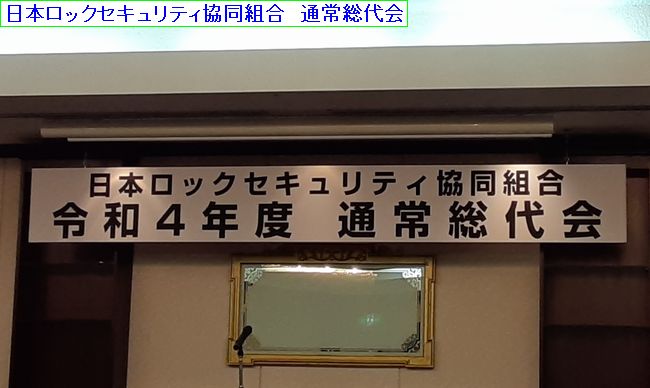 日本ロックセキュリティ協同組合　通常総代会
日本ロックセキュリティ協同組合
令和４年度　通常総代会